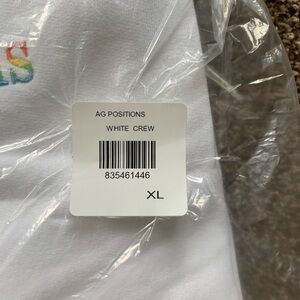 AG POSITIONS
WHITE CREW
835461446
XL